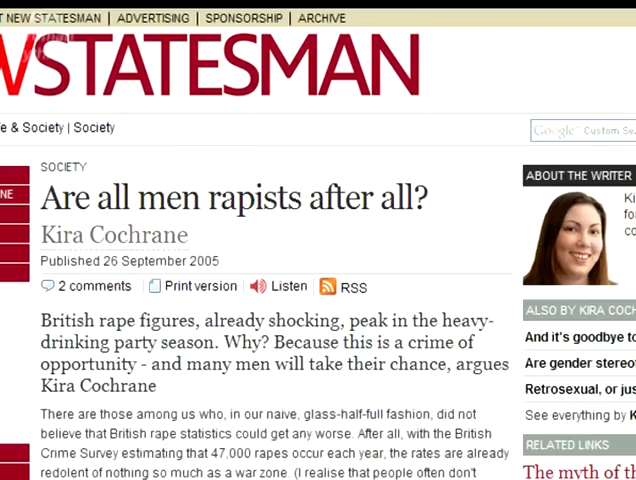 T NEW STATESMAN | ADVERTISING | SPONSORSHIP | ARCHIVE
WSTATESMAN
e & Society | Society
Google Custom Sea
SOCIETY
Are all men rapists after all?
Kira Cochrane
Published 26 September 2005
2 comments Print version Listen RSS
British rape figures, already shocking, peak in the heavy-
drinking party season. Why? Because this is a crime of
opportunity - and many men will take their chance, argues
Kira Cochrane
There are those among us who, in our naive, glass-half-full fashion, did not
believe that British rape statistics could get any worse. After all, with the British
Crime Survey estimating that 47,000 rapes occur each year, the rates are already
redolent of nothing so much as a war zone. (I realise that people often don't
NE
ABOUT THE WRITER
Ki
fo
co
ALSO BY KIRA COCH
And it's goodbye to
Are gender stereot
Retrosexual, or jus
See everything by K
RELATED LINKS
The myth of th